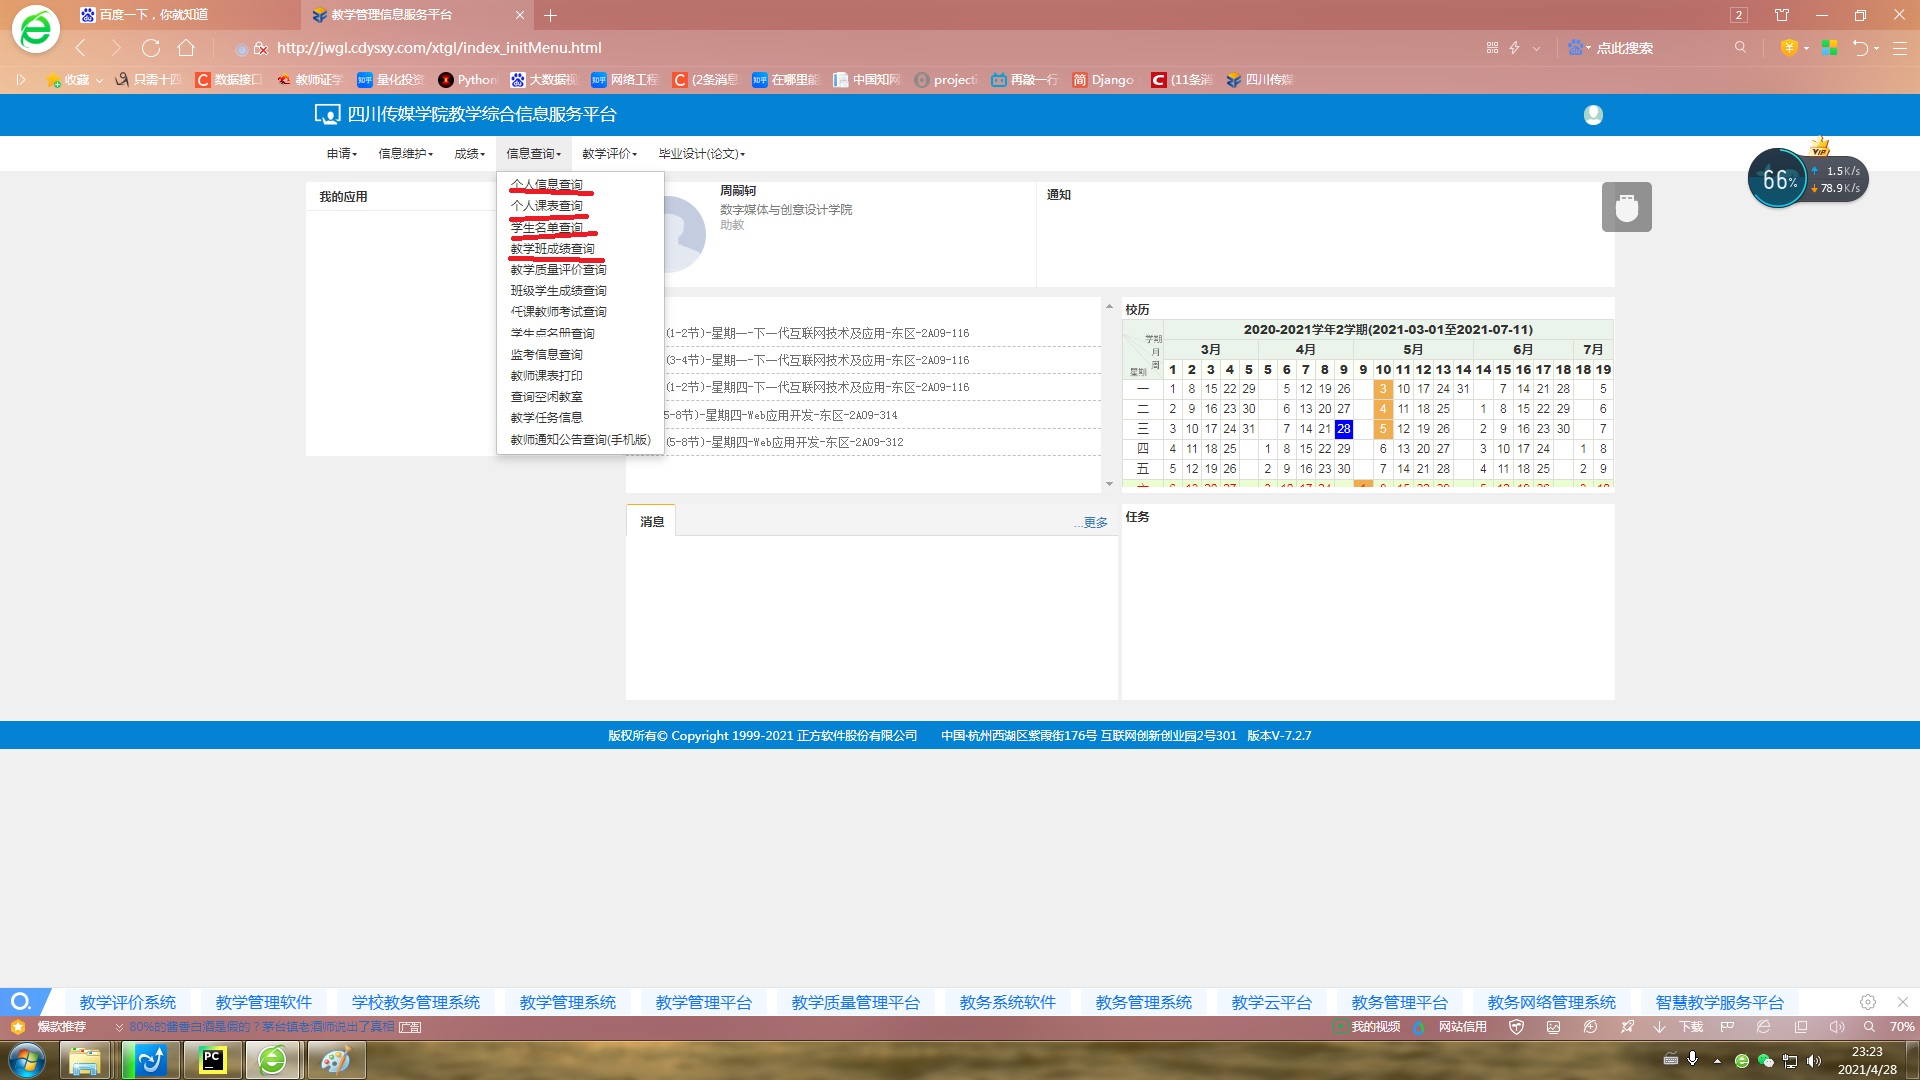 百度一下，你就知道
教学管理信息服务平台
2
http://jwgl.cdysxy.com/xtgl/index_initMenu.html
点此搜索
收藏 只需十四 数据接口 教师证学 知乎 量化投资 Python 大数据视 知乎 网络工程 (2条消息 知乎 在哪里能 中国知网 projecti 再敲一行 简 Django (11条消 四川传媒
四川传媒学院教学综合信息服务平台
申请 信息维护 成绩 信息查询 教学评价 毕业设计(论文)
我的应用
个人信息查询
个人课表查询
学生名单查询
教学班成绩查询
教学质量评价查询
班级学生成绩查询
任课教师考试查询
学生点名册查询
监考信息查询
教师课表打印
查询空闲教室
教学任务信息
教师通知公告查询(手机版)
周嗣轲
数字媒体与创意设计学院
助教
通知
VIP
66%
1.5K/s
78.9K/s
(1-2节)-星期一-下一代互联网技术及应用-东区-2A09-116
(3-4节)-星期一-下一代互联网技术及应用-东区-2A09-116
(1-2节)-星期四-下一代互联网技术及应用-东区-2A09-116
5-8节)-星期四-Web应用开发-东区-2A09-314
(5-8节)-星期四-Web应用开发-东区-2A09-312
校历
2020-2021学年2学期(2021-03-01至2021-07-11)
学期 月 周 星期
3月 4月 5月 6月 7月
1 2 3 4 5 5 6 7 8 9 9 10 11 12 13 14 14 15 16 17 18 18 19
一 1 8 15 22 29 5 12 19 26 3 10 17 24 31 7 14 21 28 5
二 2 9 16 23 30 6 13 20 27 4 11 18 25 1 8 15 22 29 6
三 3 10 17 24 31 7 14 21 28 5 12 19 26 2 9 16 23 30 7
四 4 11 18 25 1 8 15 22 29 6 13 20 27 3 10 17 24 1 8
五 5 12 19 26 2 9 16 23 30 7 14 21 28 4 11 18 25 2 9
消息
...更多
任务
版权所有© Copyright 1999-2021 正方软件股份有限公司 中国·杭州西湖区紫霞街176号 互联网创新创业园2号301 版本V-7.2.7
教学评价系统 教学管理软件 学校教务管理系统 教学管理系统 教学管理平台 教学质量管理平台 教务系统软件 教务管理系统 教学云平台 教务管理平台 教务网络管理系统 智慧教学服务平台
爆款推荐 80%的酱香白酒是假的？茅台镇老酒师说出了真相 广告
我的视频 网站信用 下载 70%
PC
23:23
2021/4/28